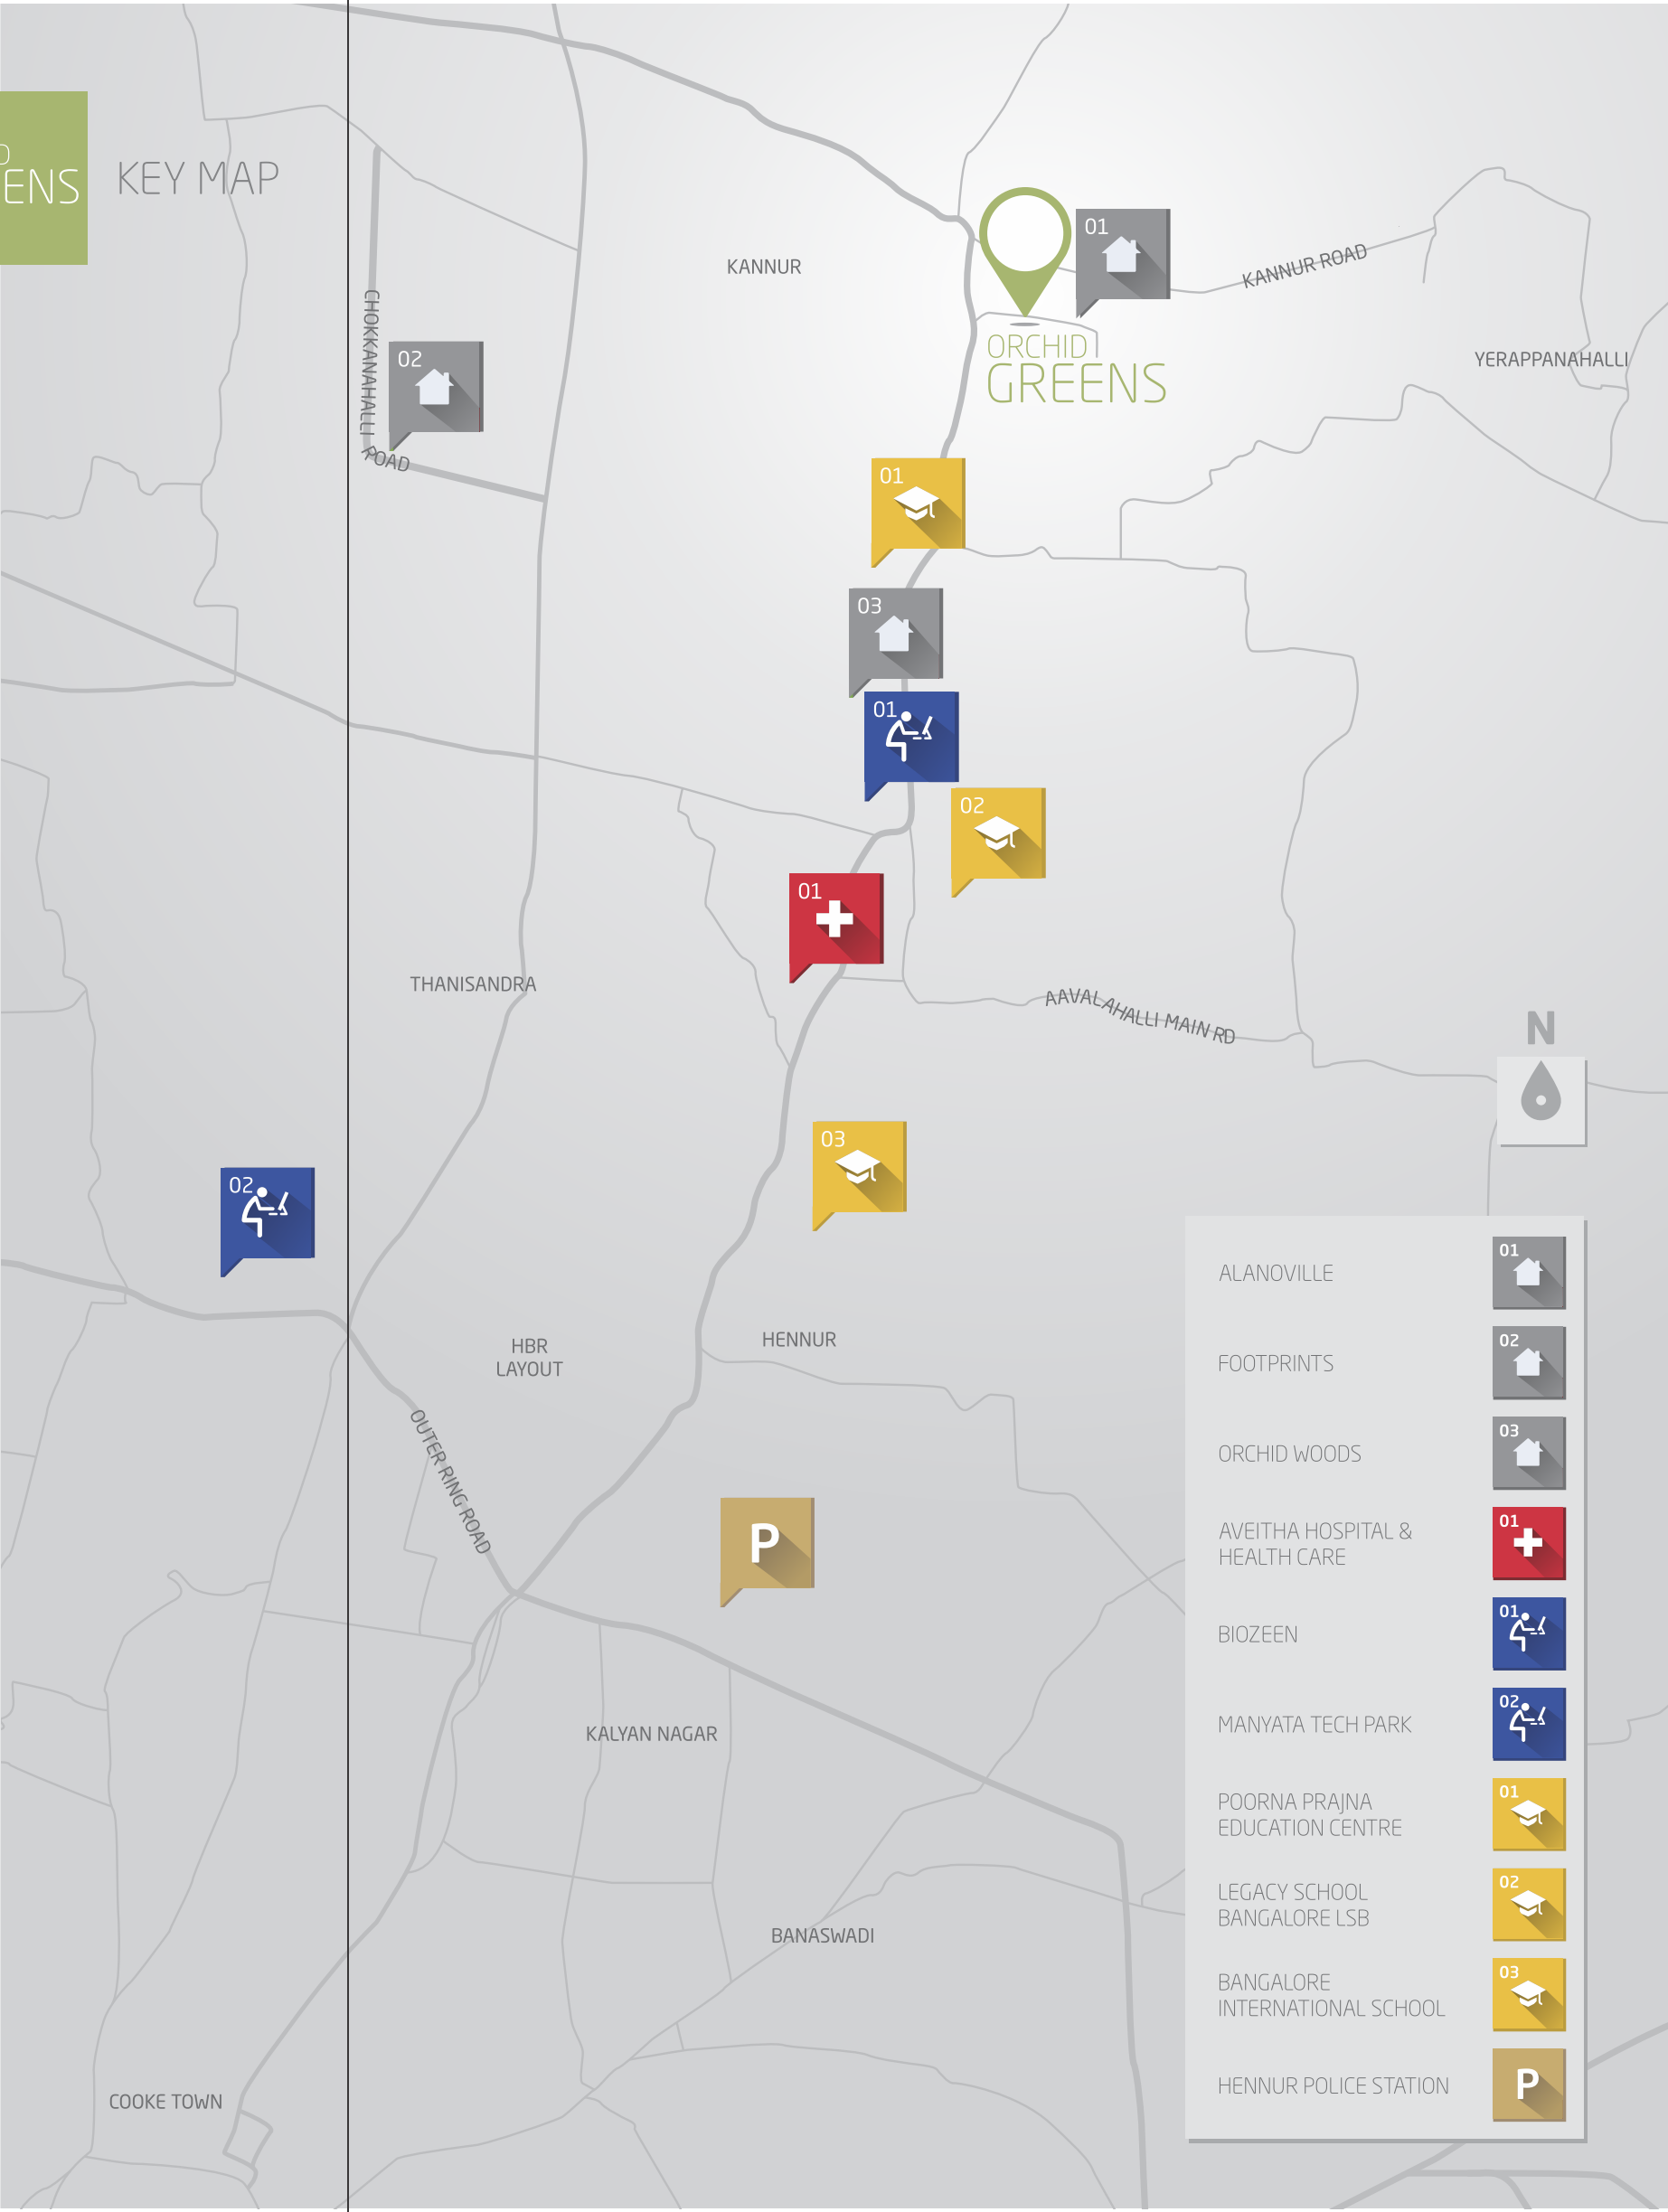 D
ENS
KEY MAP
KANNUR
01
KANNUR ROAD
ORCHID
GREENS
YERAPPANAHALLI
CHOKKANAHALLI ROAD
02
01
03
01
02
01
THANISANDRA
AAVALAHALLI MAIN RD
N
03
02
HBR
LAYOUT
HENNUR
OUTER RING ROAD
P
KALYAN NAGAR
BANASWADI
COOKE TOWN
ALANOVILLE 01
FOOTPRINTS 02
ORCHID WOODS 03
AVEITHA HOSPITAL & 01
HEALTH CARE
BIOZEEN 01
MANYATA TECH PARK 02
POORNA PRAJNA 01
EDUCATION CENTRE
LEGACY SCHOOL 02
BANGALORE LSB
BANGALORE 03
INTERNATIONAL SCHOOL
HENNUR POLICE STATION P